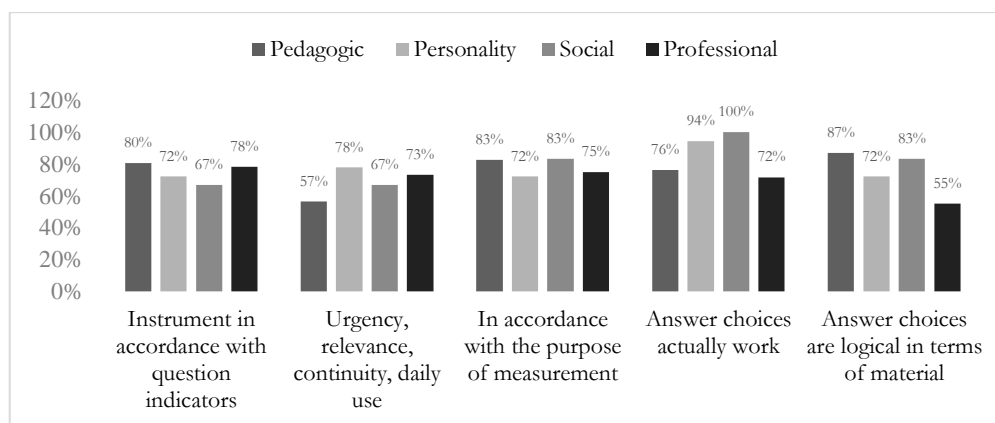 Pedagogic Personality Social Professional
120%
100%
80%
60%
40%
20%
0%
80% 72% 67% 78%
57% 78% 67% 73%
83% 72% 83% 75%
76% 94% 100% 72%
87% 72% 83% 55%
Instrument in
accordance with
question
indicators
Urgency,
relevance,
continuity, daily
use
In accordance
with the purpose
of measurement
Answer choices
actually work
Answer choices
are logical in terms
of material